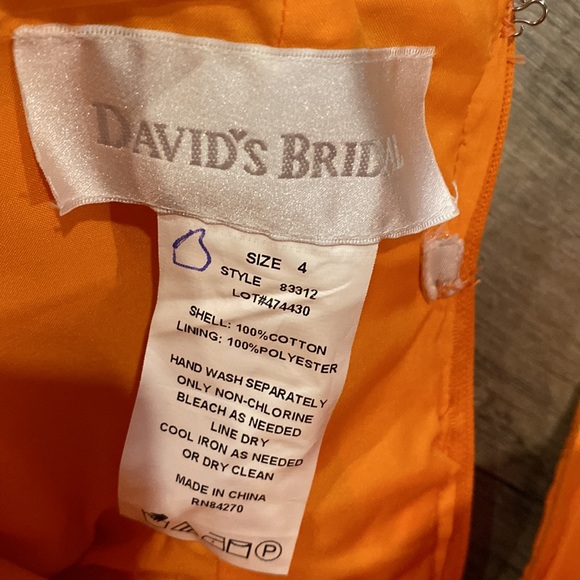 DAVID'S BRIDAL
SIZE 4
STYLE 83312
LOT#474430
SHELL: 100%COTTON
LINING: 100%POLYESTER
HAND WASH SEPARATELY
ONLY NON-CHLORINE
BLEACH AS NEEDED
LINE DRY
COOL IRON AS NEEDED
OR DRY CLEAN
MADE IN CHINA
RN84270
P